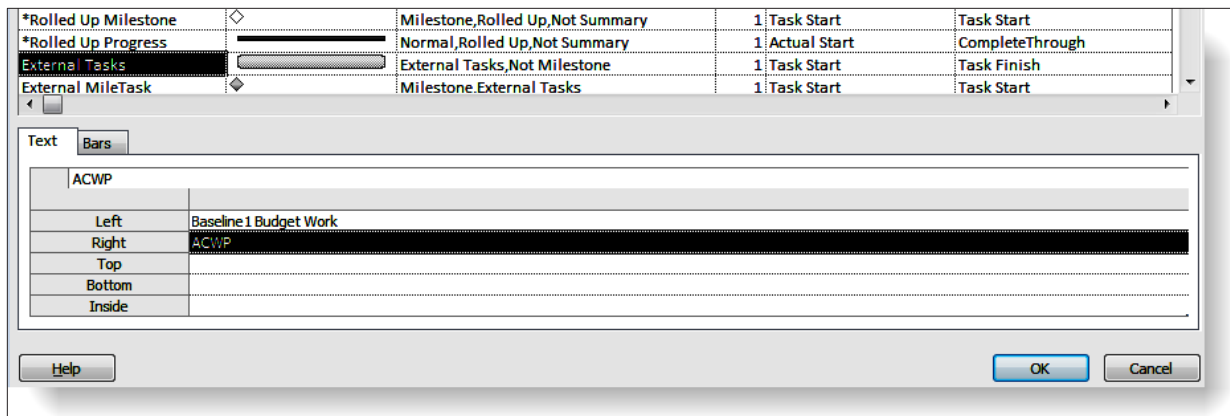 *Rolled Up Milestone Milestone,Rolled Up,Not Summary 1 Task Start Task Start
*Rolled Up Progress Normal,Rolled Up,Not Summary 1 Actual Start CompleteThrough
External Tasks External Tasks,Not Milestone 1 Task Start Task Finish
External MileTask Milestone.External Tasks 1 Task Start Task Start
Text Bars
ACWP
Left Baseline1 Budget Work
Right ACWP
Top
Bottom
Inside
Help OK Cancel